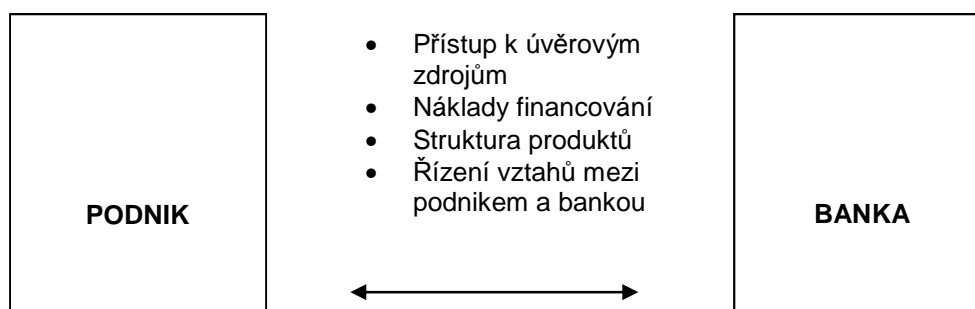 • Přístup k úvěrovým
zdrojům
• Náklady financování
• Struktura produktů
• Řízení vztahů mezi
podnikem a bankou
PODNIK
BANKA